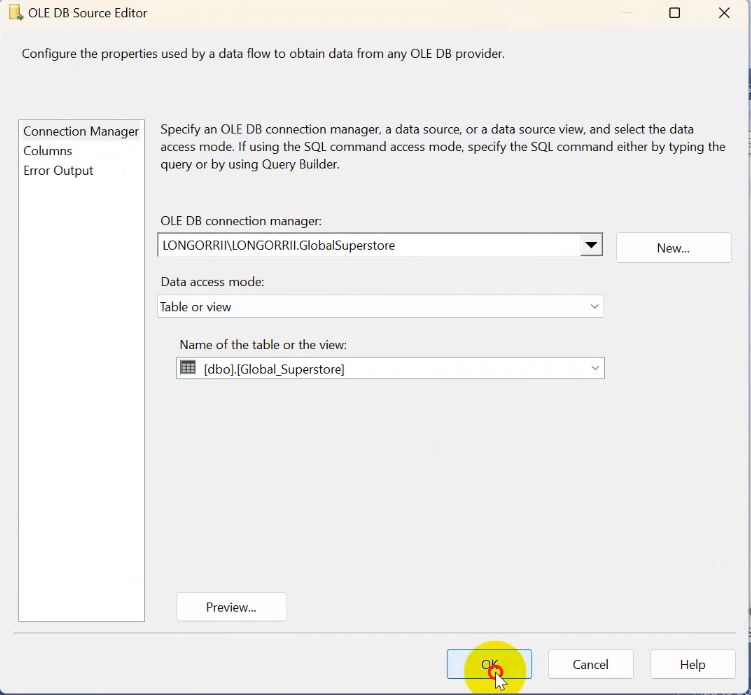 OLE DB Source Editor
Configure the properties used by a data flow to obtain data from any OLE DB provider.
Connection Manager
Columns
Error Output
Specify an OLE DB connection manager, a data source, or a data source view, and select the data
access mode. If using the SQL command access mode, specify the SQL command either by typing the
query or by using Query Builder.
OLE DB connection manager:
LONGORRII\LONGORRII.GlobalSuperstore
New...
Data access mode:
Table or view
Name of the table or the view:
[dbo].[Global_Superstore]
Preview...
OK
Cancel
Help